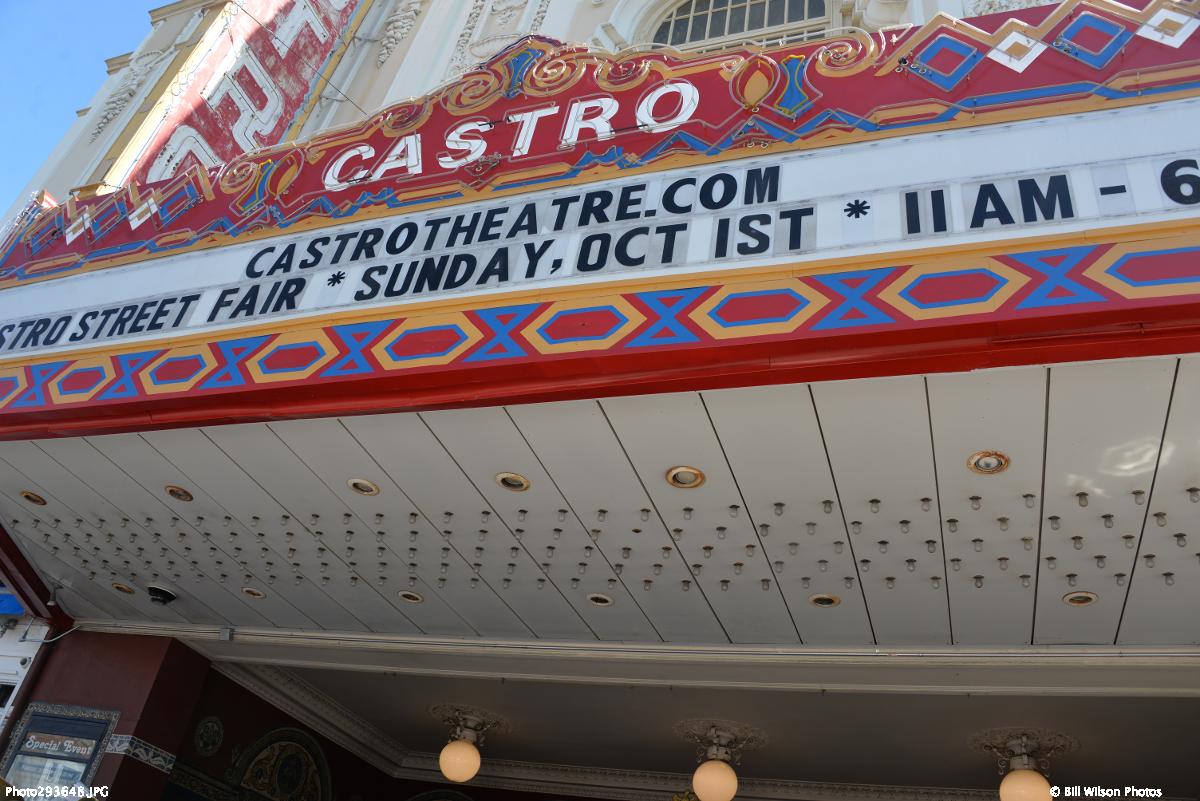 CASTRO
CASTROTHEATRE.COM
STRO STREET FAIR * SUNDAY, OCT 1ST * 11 AM - 6
Special Event
Photo293648.JPG
© Bill Wilson Photos